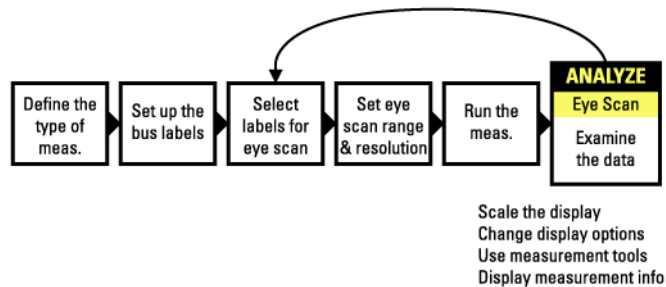 Define the
type of
meas.
Set up the
bus labels
Select
labels for
eye scan
Set eye
scan range
& resolution
Run the
meas.
ANALYZE
Eye Scan
Examine
the data
Scale the display
Change display options
Use measurement tools
Display measurement info